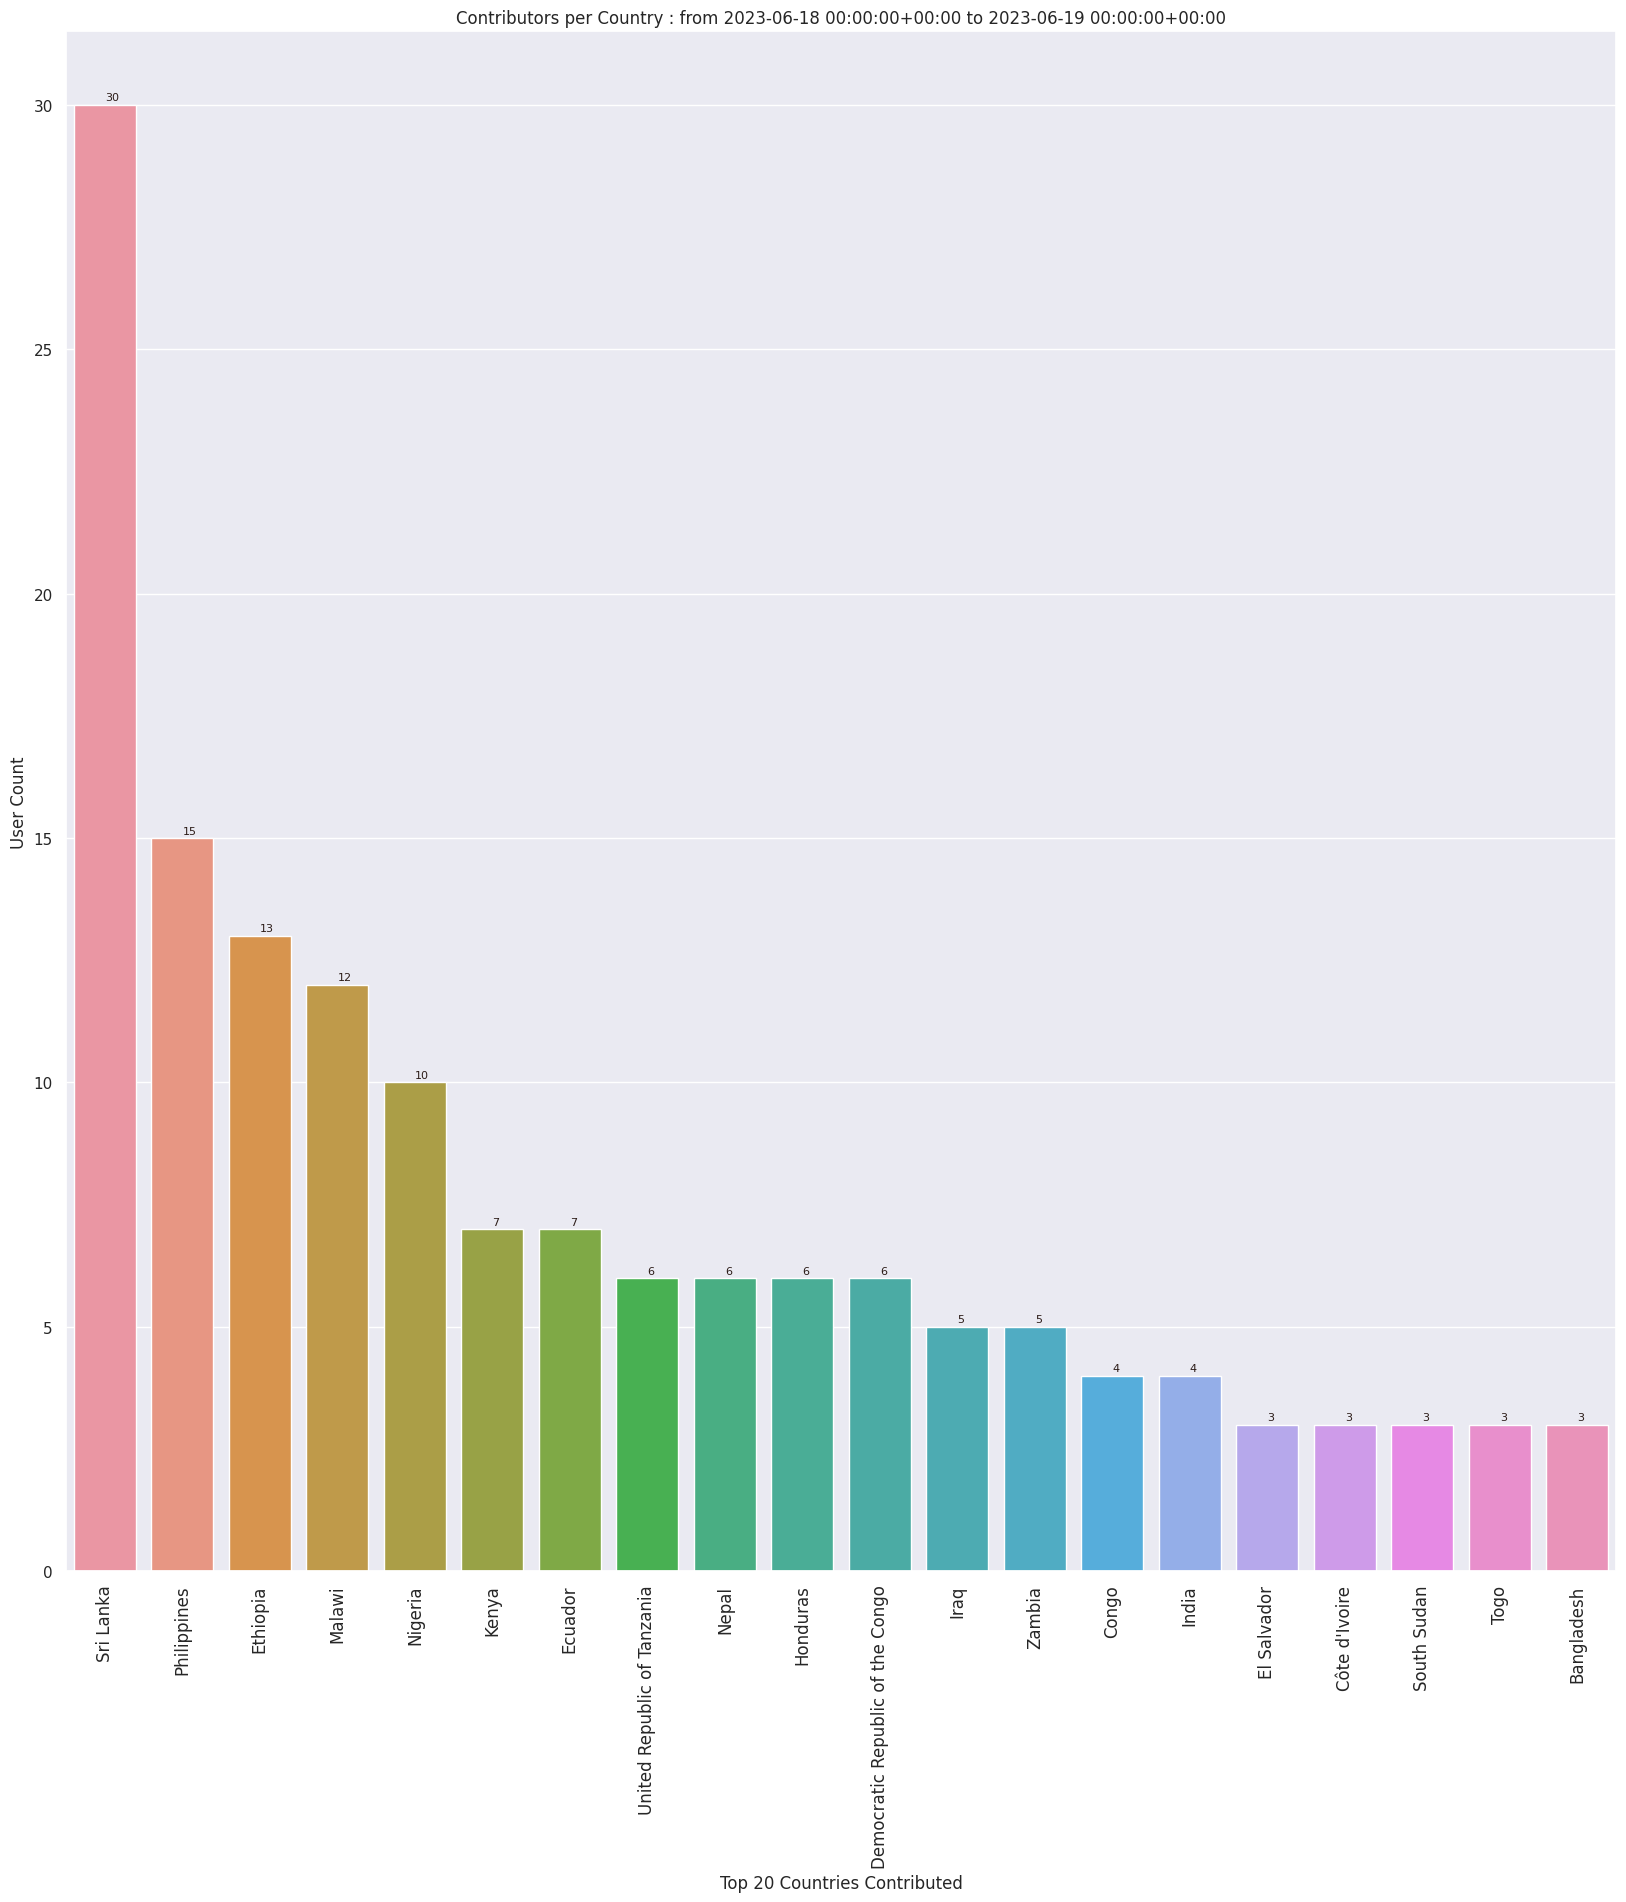 Contributors per Country : from 2023-06-18 00:00:00+00:00 to 2023-06-19 00:00:00+00:00
User Count
30
25
20
15
10
5
0
30
15
13
12
10
7
7
6
6
6
6
5
5
4
4
3
3
3
3
3
Sri Lanka
Philippines
Ethiopia
Malawi
Nigeria
Kenya
Ecuador
United Republic of Tanzania
Nepal
Honduras
Democratic Republic of the Congo
Iraq
Zambia
Congo
India
El Salvador
Côte d'Ivoire
South Sudan
Togo
Bangladesh
Top 20 Countries Contributed